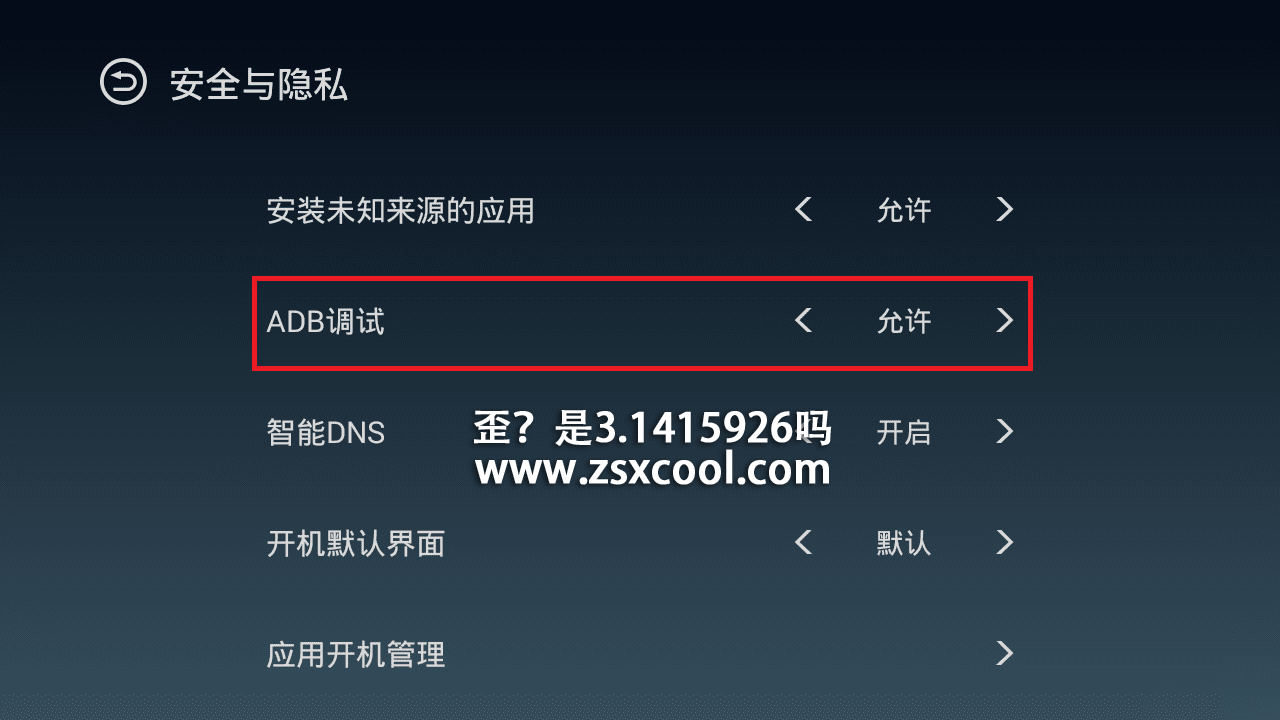 安全与隐私
安装未知来源的应用 允许
ADB调试 允许
智能DNS 开启
歪？是3.1415926吗
www.zsxcool.com
开机默认界面 默认
应用开机管理